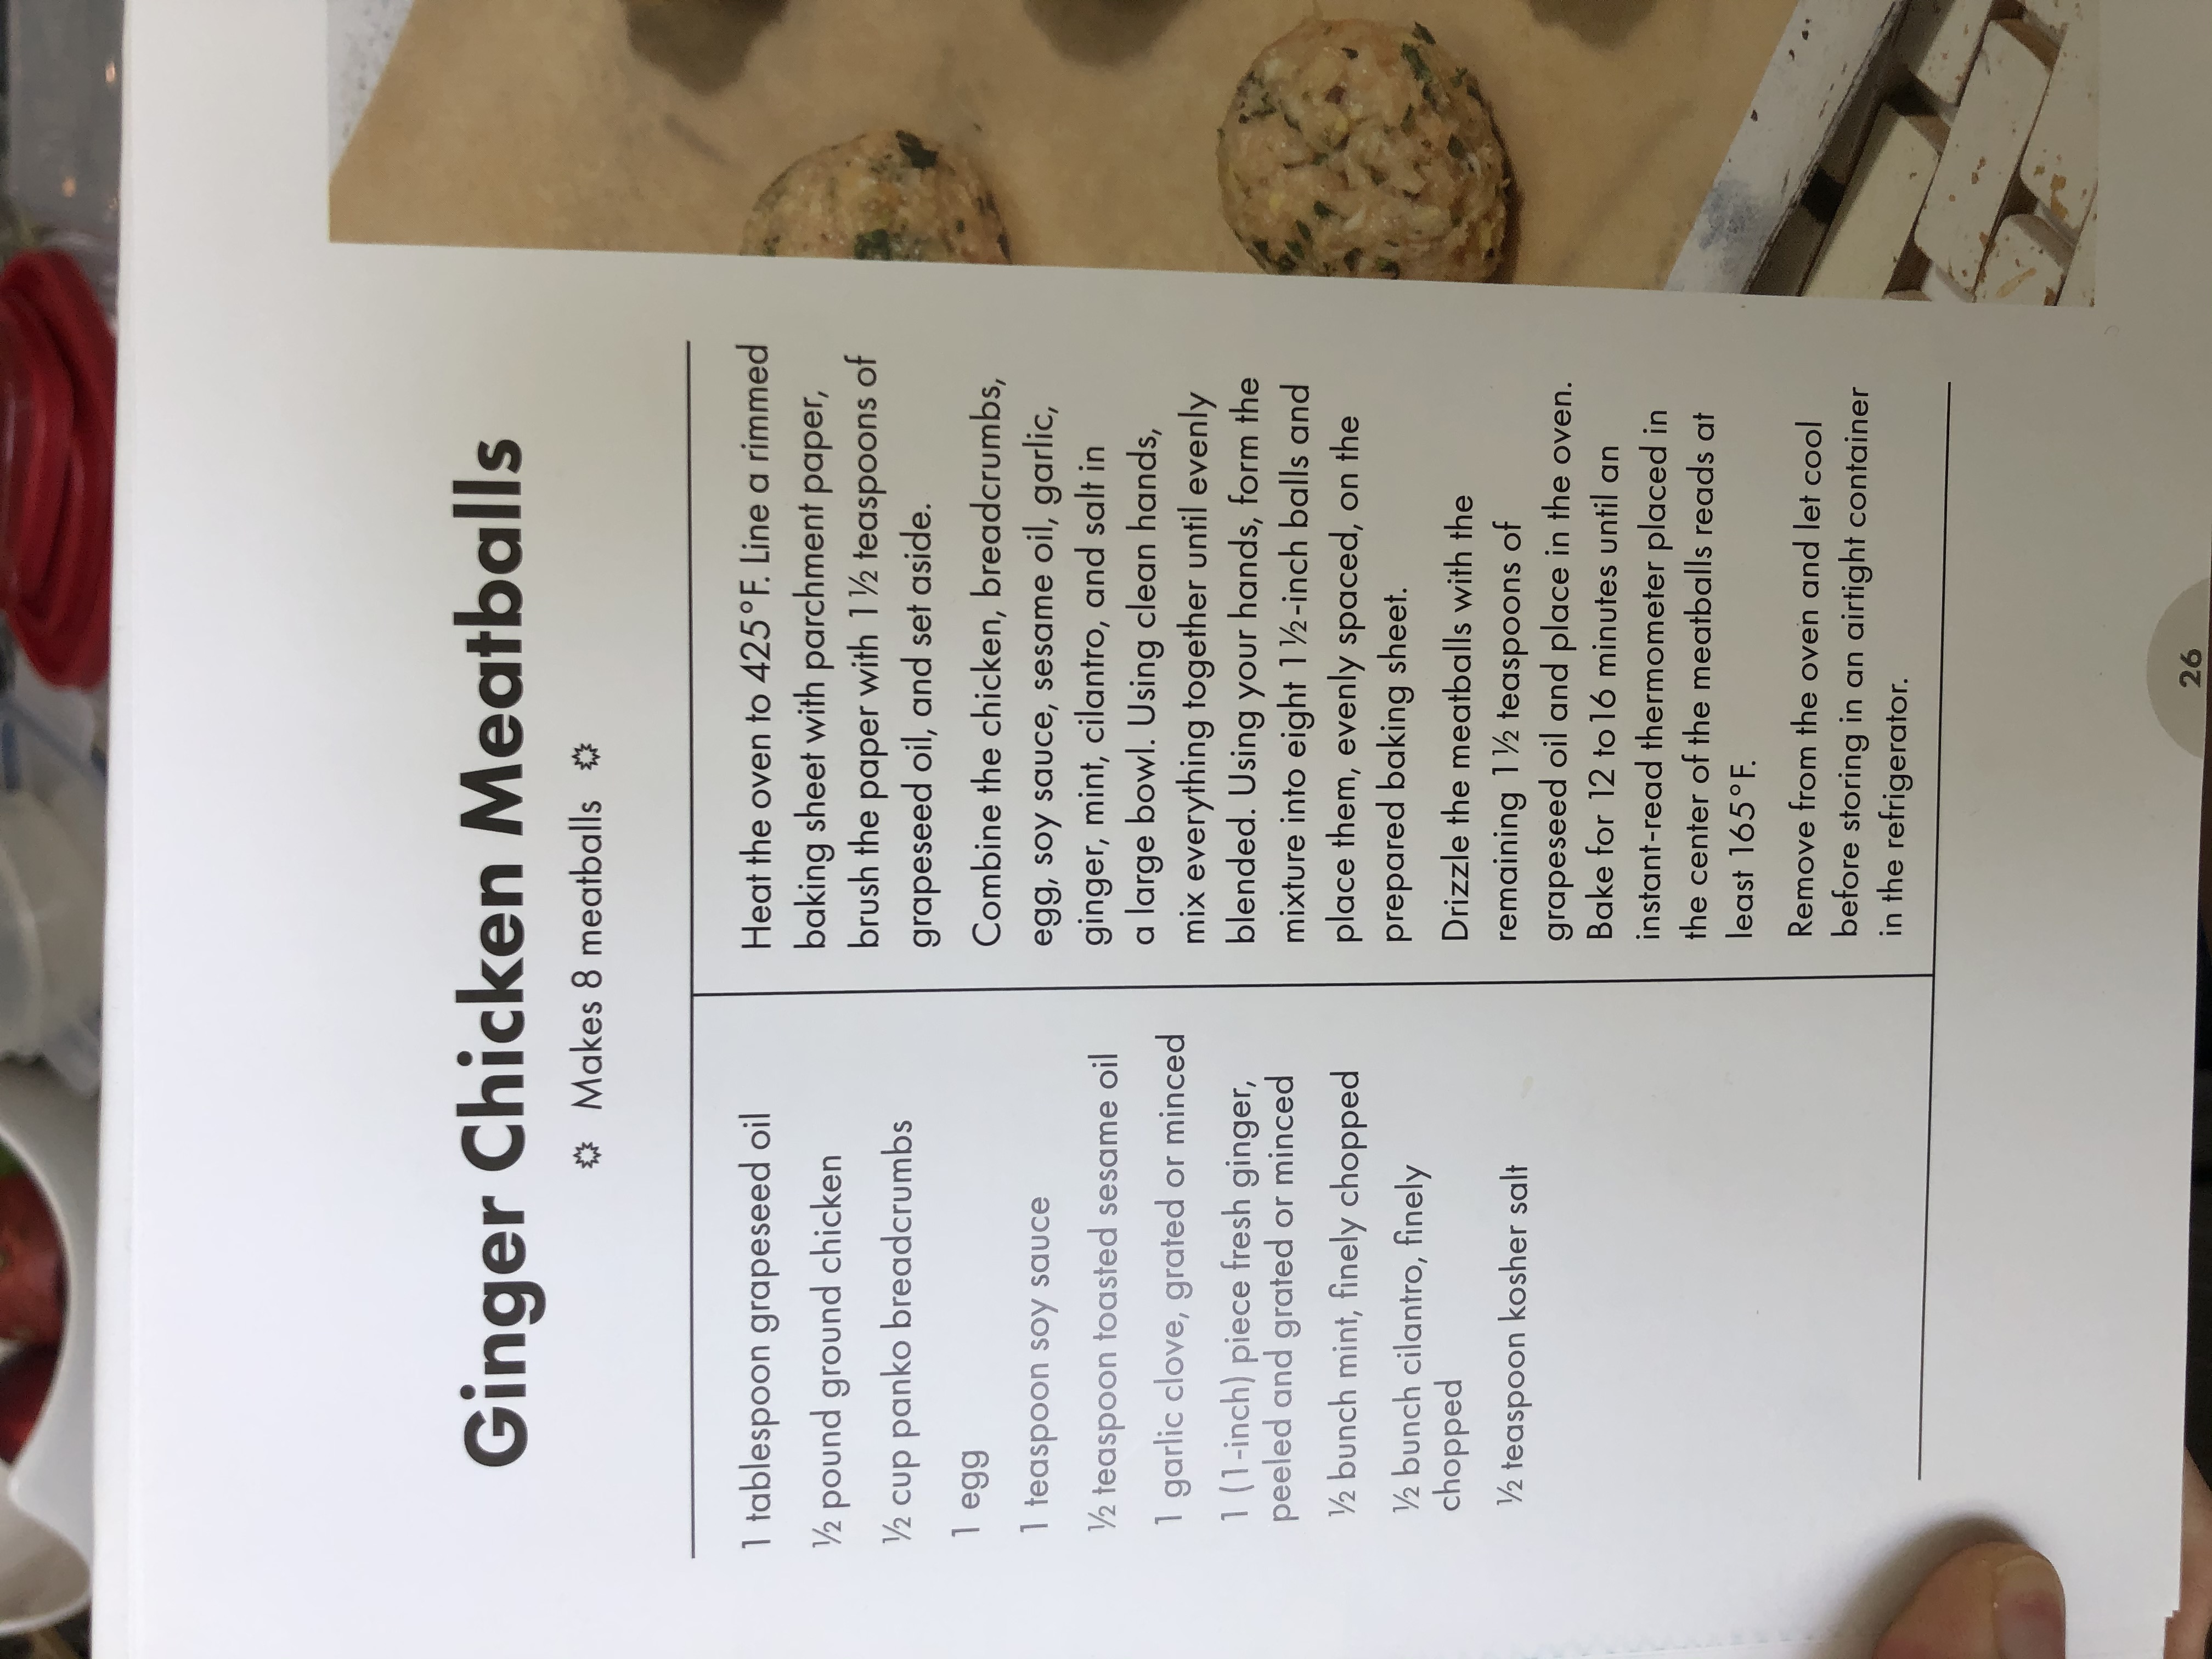 Ginger Chicken Meatballs
Makes 8 meatballs
1 tablespoon grapeseed oil
½ pound ground chicken
½ cup panko breadcrumbs
1 egg
1 teaspoon soy sauce
½ teaspoon toasted sesame oil
1 garlic clove, grated or minced
1 (1-inch) piece fresh ginger,
peeled and grated or minced
½ bunch mint, finely chopped
½ bunch cilantro, finely
chopped
½ teaspoon kosher salt
Heat the oven to 425°F. Line a rimmed
baking sheet with parchment paper,
brush the paper with 1½ teaspoons of
grapeseed oil, and set aside.
Combine the chicken, breadcrumbs,
egg, soy sauce, sesame oil, garlic,
ginger, mint, cilantro, and salt in
a large bowl. Using clean hands,
mix everything together until evenly
blended. Using your hands, form the
mixture into eight 1½-inch balls and
place them, evenly spaced, on the
prepared baking sheet.
Drizzle the meatballs with the
remaining 1½ teaspoons of
grapeseed oil and place in the oven.
Bake for 12 to 16 minutes until an
instant-read thermometer placed in
the center of the meatballs reads at
least 165°F.
Remove from the oven and let cool
before storing in an airtight container
in the refrigerator.
26